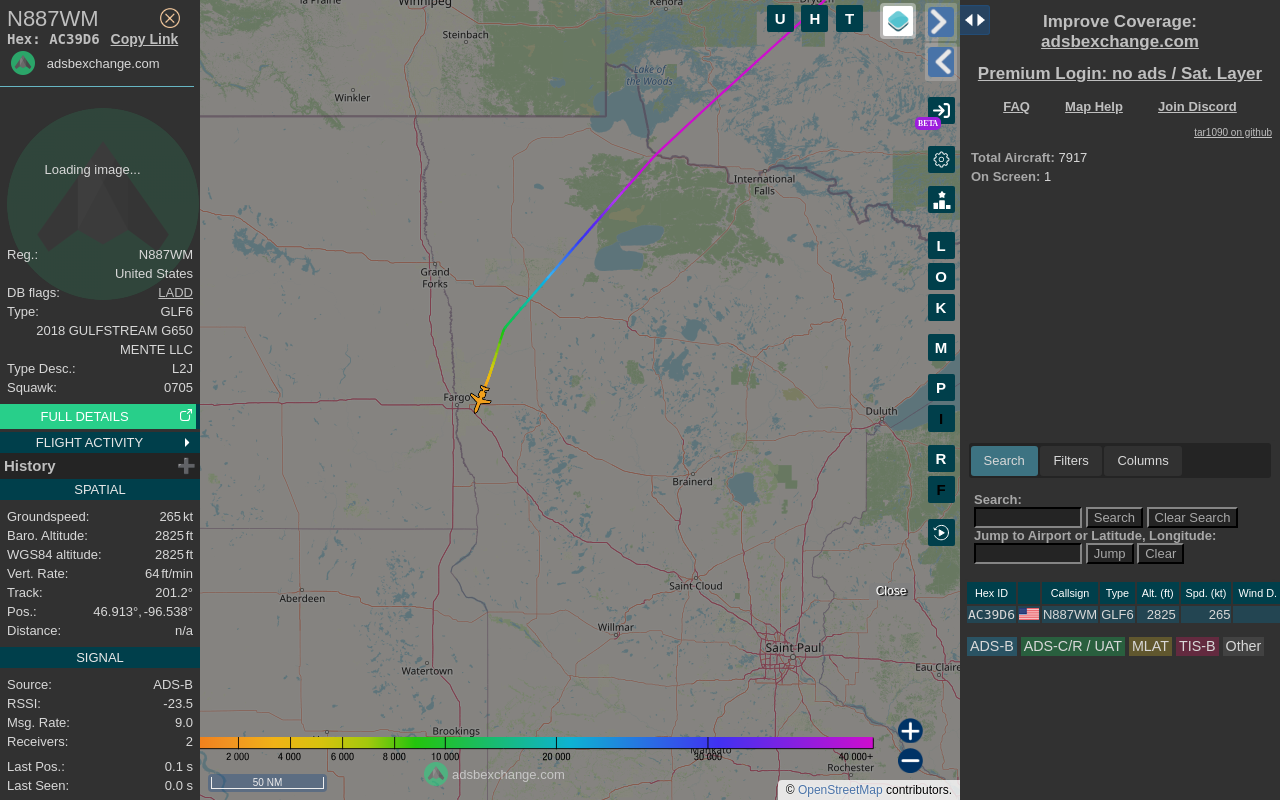 N887WM
Hex: AC39D6 Copy Link
adsbexchange.com
Loading image...
Reg.: N887WM
United States
DB flags: LADD
Type: GLF6
2018 GULFSTREAM G650
MENTE LLC
Type Desc.: L2J
Squawk: 0705
FULL DETAILS
FLIGHT ACTIVITY
History
SPATIAL
Groundspeed: 265 kt
Baro. Altitude: 2825 ft
WGS84 altitude: 2825 ft
Vert. Rate: 64 ft/min
Track: 201.2°
Pos.: 46.913°, -96.538°
Distance: n/a
SIGNAL
Source: ADS-B
RSSI: -23.5
Msg. Rate: 9.0
Receivers: 2
Last Pos.: 0.1 s
Last Seen: 0.0 s
la Prairie
Winnipeg
Kenora
Dryden
Steinbach
Lake of
the Woods
Winkler
International
Falls
Grand
Forks
Fargo
Duluth
Brainerd
Saint Cloud
Aberdeen
Willmar
Saint Paul
Watertown
Eau Claire
Brookings
Mankato
Rochester
U H T
BETA
L
O
K
M
P
I
R
F
Close
2 000 4 000 6 000 8 000 10 000 20 000 30 000 40 000+
adsbexchange.com
50 NM
© OpenStreetMap contributors.
Improve Coverage:
adsbexchange.com
Premium Login: no ads / Sat. Layer
FAQ Map Help Join Discord
tar1090 on github
Total Aircraft: 7917
On Screen: 1
Search Filters Columns
Search:
Search Clear Search
Jump to Airport or Latitude, Longitude:
Jump Clear
Hex ID Callsign Type Alt. (ft) Spd. (kt) Wind D.
AC39D6 N887WM GLF6 2825 265
ADS-B ADS-C/R / UAT MLAT TIS-B Other